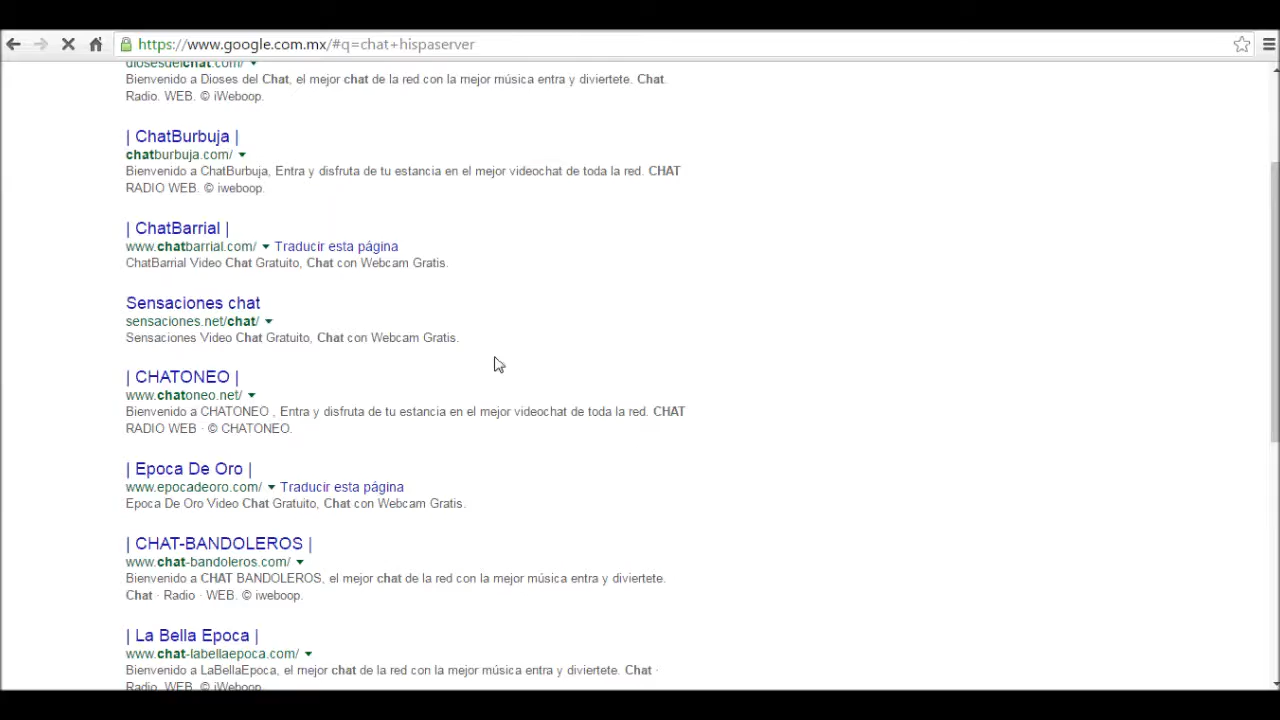 https://www.google.com.mx/#q=chat+hispaserver
diosesdelchat.com/
Bienvenido a Dioses del Chat, el mejor chat de la red con la mejor música entra y diviertete. Chat.
Radio. WEB. © iWeboop.
| ChatBurbuja |
chatburbuja.com/
Bienvenido a ChatBurbuja, Entra y disfruta de tu estancia en el mejor videochat de toda la red. CHAT
RADIO WEB. © iweboop.
| ChatBarrial |
www.chatbarrial.com/ Traducir esta página
ChatBarrial Video Chat Gratuito, Chat con Webcam Gratis.
Sensaciones chat
sensaciones.net/chat/
Sensaciones Video Chat Gratuito, Chat con Webcam Gratis.
| CHATONEO |
www.chatoneo.net/
Bienvenido a CHATONEO , Entra y disfruta de tu estancia en el mejor videochat de toda la red. CHAT
RADIO WEB · © CHATONEO.
| Epoca De Oro |
www.epocadeoro.com/ Traducir esta página
Epoca De Oro Video Chat Gratuito, Chat con Webcam Gratis.
| CHAT-BANDOLEROS |
www.chat-bandoleros.com/
Bienvenido a CHAT BANDOLEROS, el mejor chat de la red con la mejor música entra y diviertete.
Chat · Radio · WEB. © iweboop.
| La Bella Epoca |
www.chat-labellaepoca.com/
Bienvenido a LaBellaEpoca, el mejor chat de la red con la mejor música entra y diviertete. Chat ·
Radio. WEB. © iWeboop.